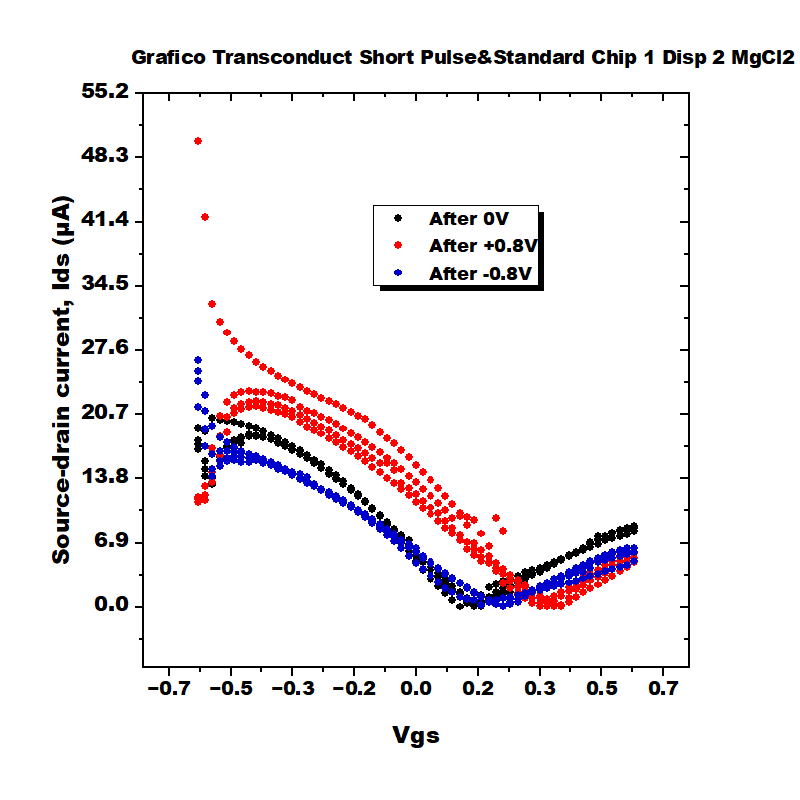 Grafico Transconduct Short Pulse&Standard Chip 1 Disp 2 MgCl2
55.2
48.3
41.4
34.5
27.6
20.7
13.8
6.9
0.0
Source-drain current, Ids (µA)
After 0V
After +0.8V
After -0.8V
−0.7 −0.5 −0.3 −0.2 0.0 0.2 0.3 0.5 0.7
Vgs